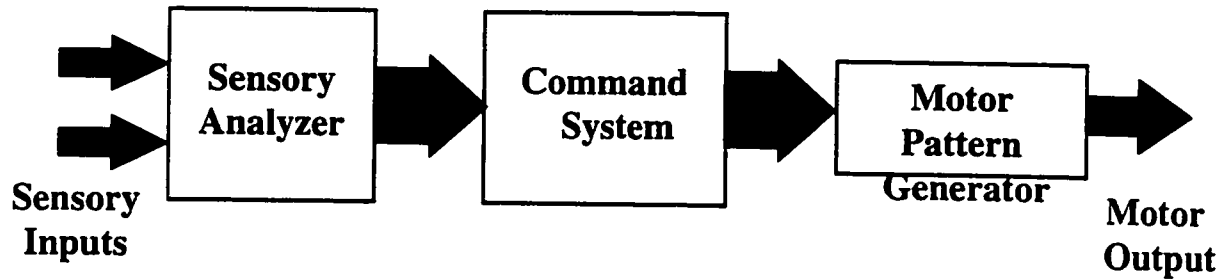 Sensory
Analyzer
Command
System
Motor
Pattern
Generator
Sensory
Inputs
Motor
Output